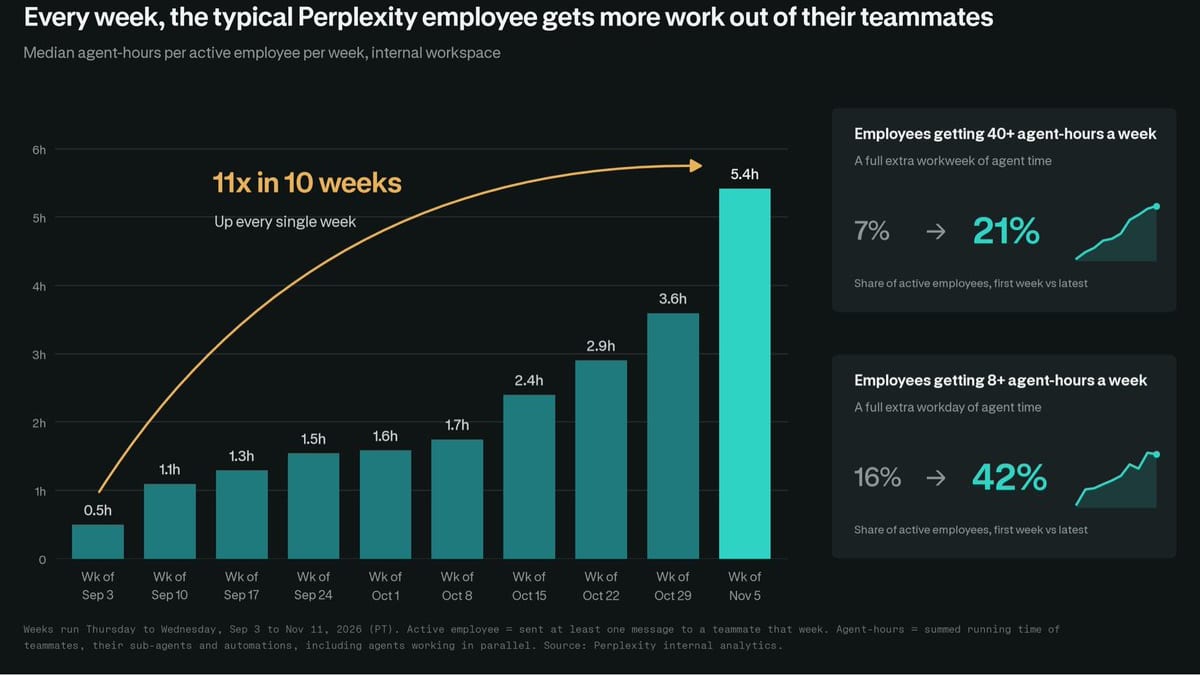 Every week, the typical Perplexity employee gets more work out of their teammates
Median agent-hours per active employee per week, internal workspace
6h
5h
4h
3h
2h
1h
0
11x in 10 weeks
Up every single week
0.5h
1.1h
1.3h
1.5h
1.6h
1.7h
2.4h
2.9h
3.6h
5.4h
Wk of
Sep 3
Wk of
Sep 10
Wk of
Sep 17
Wk of
Sep 24
Wk of
Oct 1
Wk of
Oct 8
Wk of
Oct 15
Wk of
Oct 22
Wk of
Oct 29
Wk of
Nov 5
Employees getting 40+ agent-hours a week
A full extra workweek of agent time
7% → 21%
Share of active employees, first week vs latest
Employees getting 8+ agent-hours a week
A full extra workday of agent time
16% → 42%
Share of active employees, first week vs latest
Weeks run Thursday to Wednesday, Sep 3 to Nov 11, 2026 (PT). Active employee = sent at least one message to a teammate that week. Agent-hours = summed running time of
teammates, their sub-agents and automations, including agents working in parallel. Source: Perplexity internal analytics.